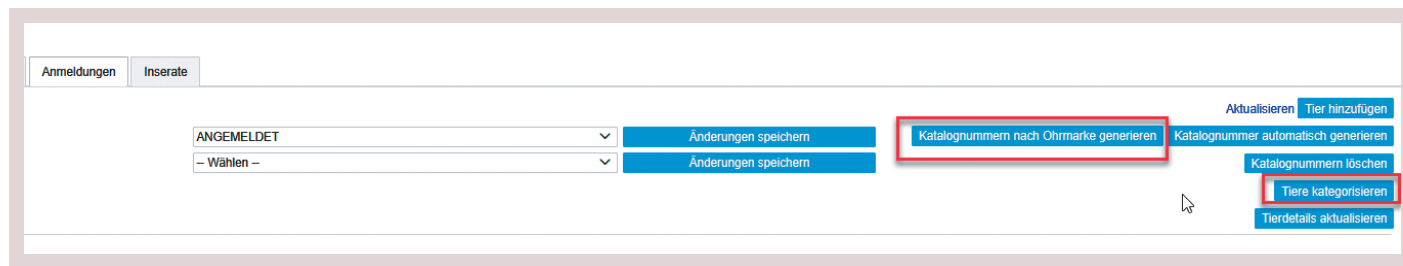 Anmeldungen Inserate
Aktualisieren Tier hinzufügen
ANGEMELDET Änderungen speichern Katalognummern nach Ohrmarke generieren Katalognummer automatisch generieren
-- Wählen -- Änderungen speichern Katalognummern löschen
Tiere kategorisieren
Tierdetails aktualisieren